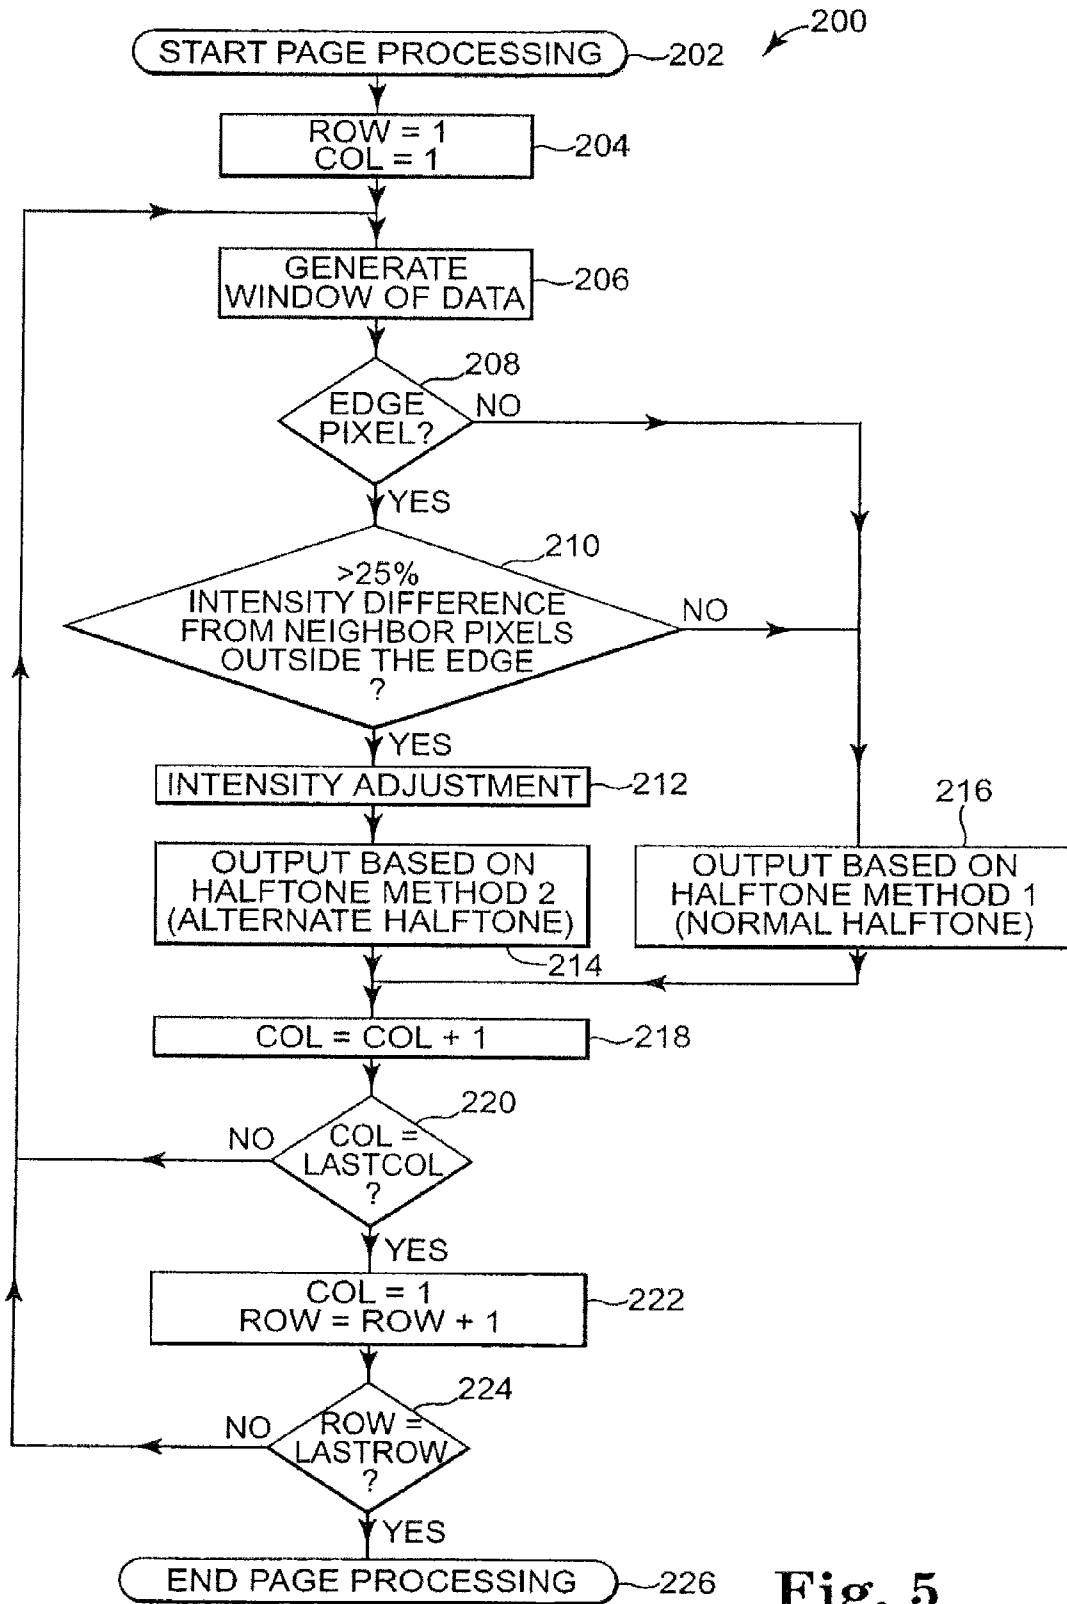 200
START PAGE PROCESSING
202
ROW = 1
COL = 1
204
GENERATE
WINDOW OF DATA
206
208
EDGE
PIXEL?
NO
YES
210
>25%
INTENSITY DIFFERENCE
FROM NEIGHBOR PIXELS
OUTSIDE THE EDGE
?
NO
YES
INTENSITY ADJUSTMENT
212
216
OUTPUT BASED ON
HALFTONE METHOD 2
(ALTERNATE HALFTONE)
214
OUTPUT BASED ON
HALFTONE METHOD 1
(NORMAL HALFTONE)
COL = COL + 1
218
220
COL =
LASTCOL
?
NO
YES
COL = 1
ROW = ROW + 1
222
224
ROW =
LASTROW
?
NO
YES
END PAGE PROCESSING
226
Fig. 5